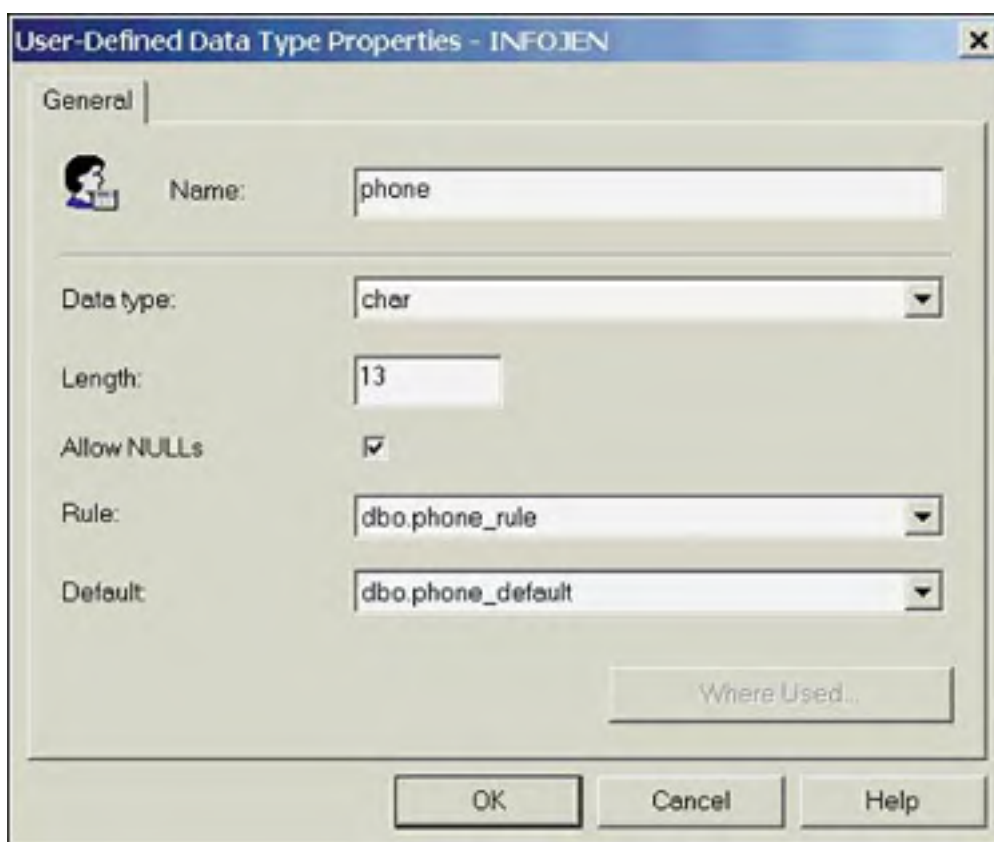 User-Defined Data Type Properties - INFOJEN
General
Name: phone
Data type: char
Length: 13
Allow NULLs
Rule: dbo.phone_rule
Default: dbo.phone_default
Where Used...
OK Cancel Help